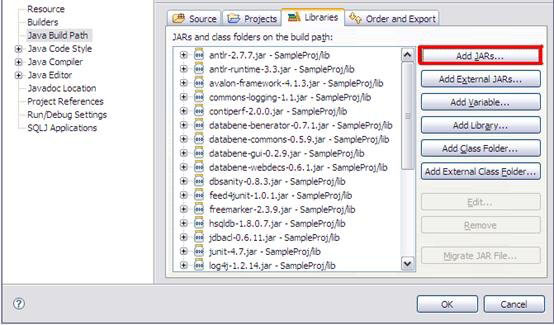 Resource
Builders
Java Build Path
Java Code Style
Java Compiler
Java Editor
Javadoc Location
Project References
Run/Debug Settings
SQLJ Applications
Source
Projects
Libraries
Order and Export
JARs and class folders on the build path:
antlr-2.7.7.jar - SampleProj/lib
antlr-runtime-3.3.jar - SampleProj/lib
avalon-framework-4.1.3.jar - SampleProj/lib
commons-logging-1.1.jar - SampleProj/lib
contiperf-2.0.0.jar - SampleProj/lib
databene-benerator-0.7.1.jar - SampleProj/lib
databene-commons-0.5.9.jar - SampleProj/lib
databene-gui-0.2.9.jar - SampleProj/lib
databene-webdecs-0.6.1.jar - SampleProj/lib
dbsanity-0.8.3.jar - SampleProj/lib
feed4junit-1.0.1.jar - SampleProj/lib
freemarker-2.3.9.jar - SampleProj/lib
hsqldb-1.8.0.7.jar - SampleProj/lib
jdbacl-0.6.11.jar - SampleProj/lib
junit-4.7.jar - SampleProj/lib
log4j-1.2.14.jar - SampleProj/lib
Add JARs...
Add External JARs...
Add Variable...
Add Library...
Add Class Folder...
Add External Class Folder...
Edit...
Remove
Migrate JAR File...
?
OK
Cancel